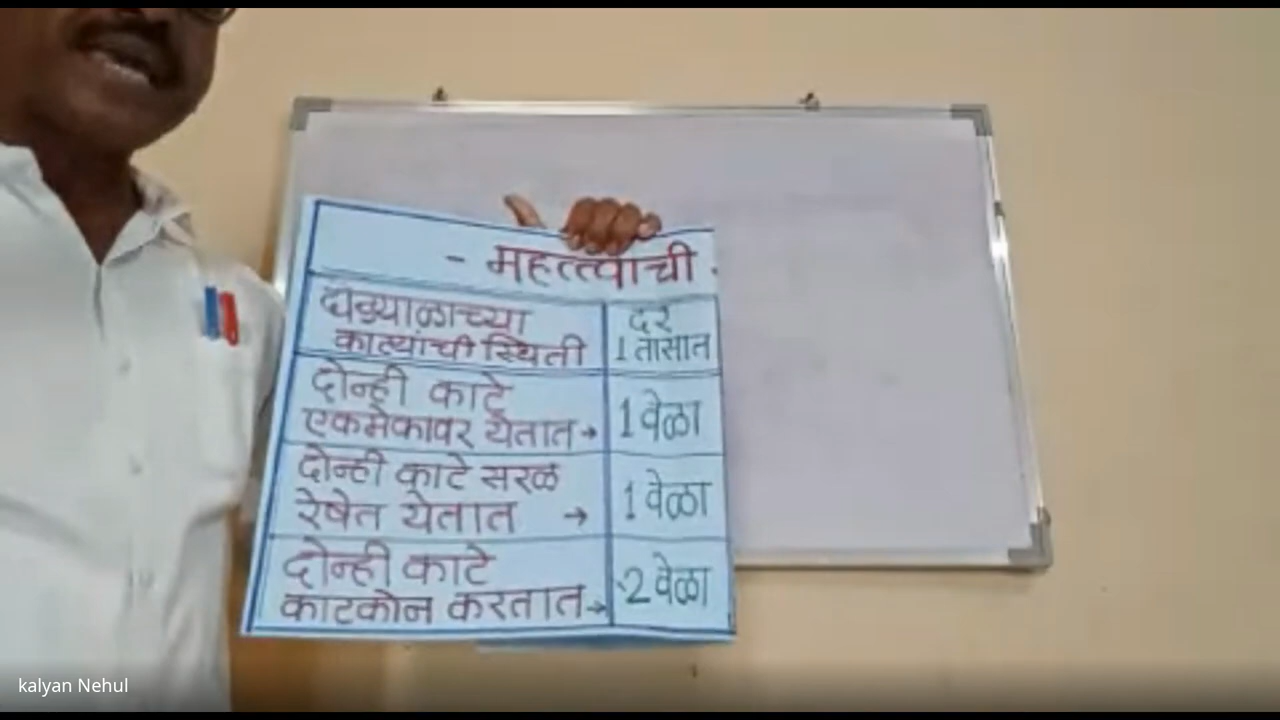 - महत्त्वाची .
घड्याळाच्या
काट्यांची स्थिती
दर
1 तासात
दोन्ही काटे
एकमेकावर येतात →
1 वेळा
दोन्ही काटे सरळ
रेषेत येतात →
1 वेळा
दोन्ही काटे
काटकोन करतात →
2 वेळा
kalyan Nehul